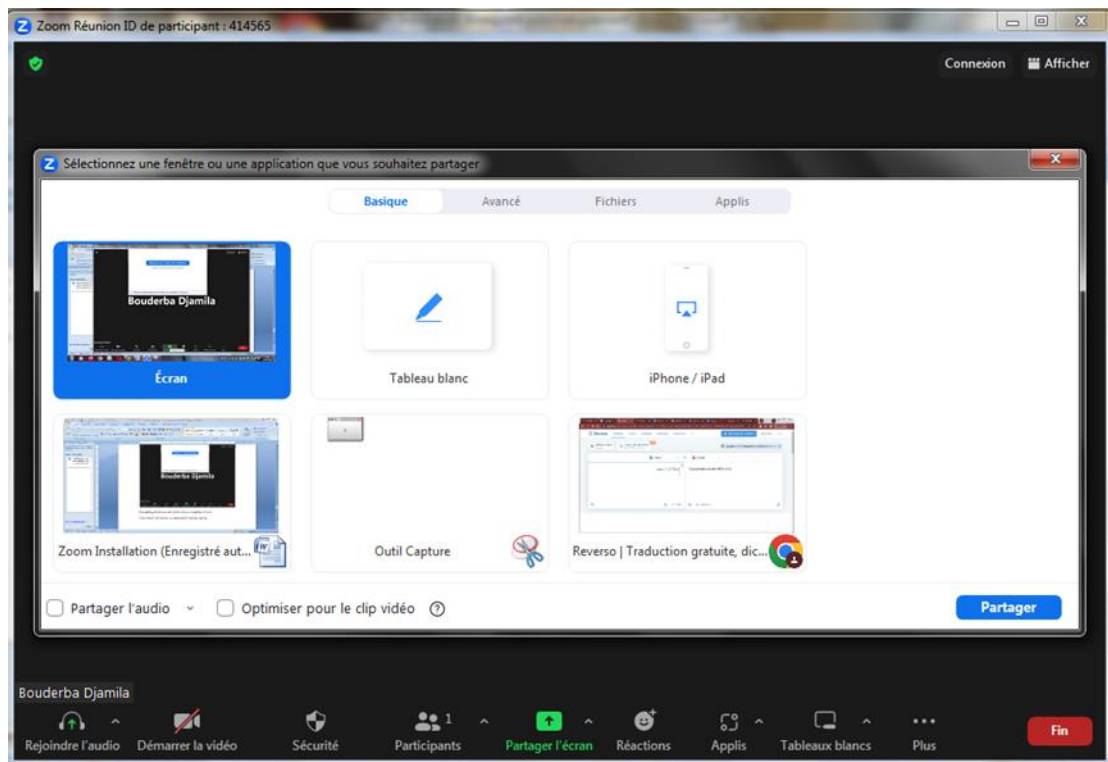 Zoom Réunion ID de participant : 414565
Connexion
Afficher
Sélectionnez une fenêtre ou une application que vous souhaitez partager
Basique Avancé Fichiers Applis
Bouderba Djamila
Écran Tableau blanc iPhone / iPad
Bouderba Djamila
Zoom Installation (Enregistré aut... Outil Capture Reverso | Traduction gratuite, dic...
Partager l'audio Optimiser pour le clip vidéo Partager
Bouderba Djamila
1
Rejoindre l'audio Démarrer la vidéo Sécurité Participants Partager l'écran Réactions Applis Tableaux blancs Plus Fin